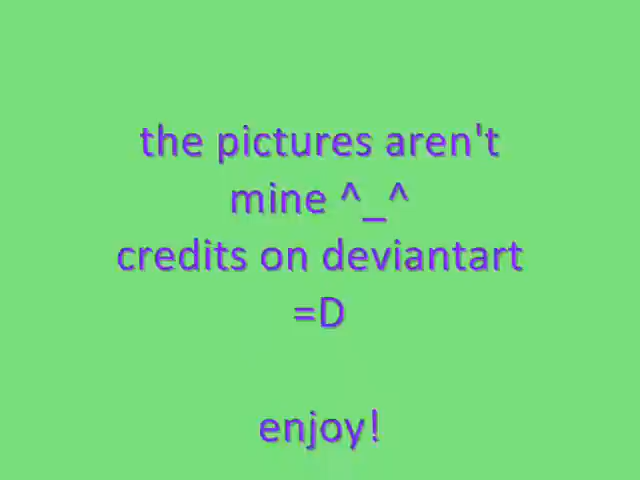 the pictures aren't
mine ^_^
credits on deviantart
=D
enjoy!